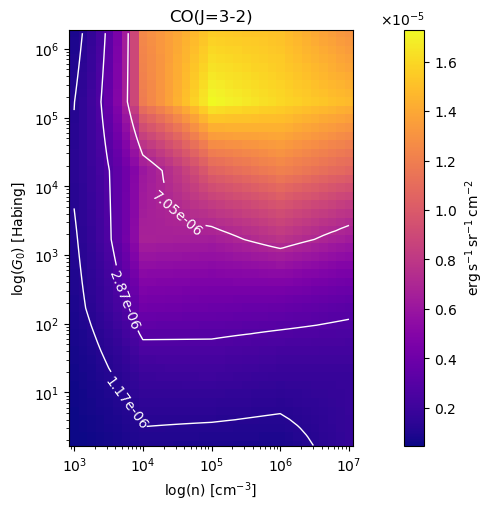 CO(J=3-2)
×10⁻⁵
10⁶
10⁵
10⁴
10³
10²
10¹
log(G₀) [Habing]
7.05e-06
2.87e-06
1.17e-06
10³ 10⁴ 10⁵ 10⁶ 10⁷
log(n) [cm⁻³]
1.6
1.4
1.2
1.0
0.8
0.6
0.4
0.2
erg s⁻¹ sr⁻¹ cm⁻²